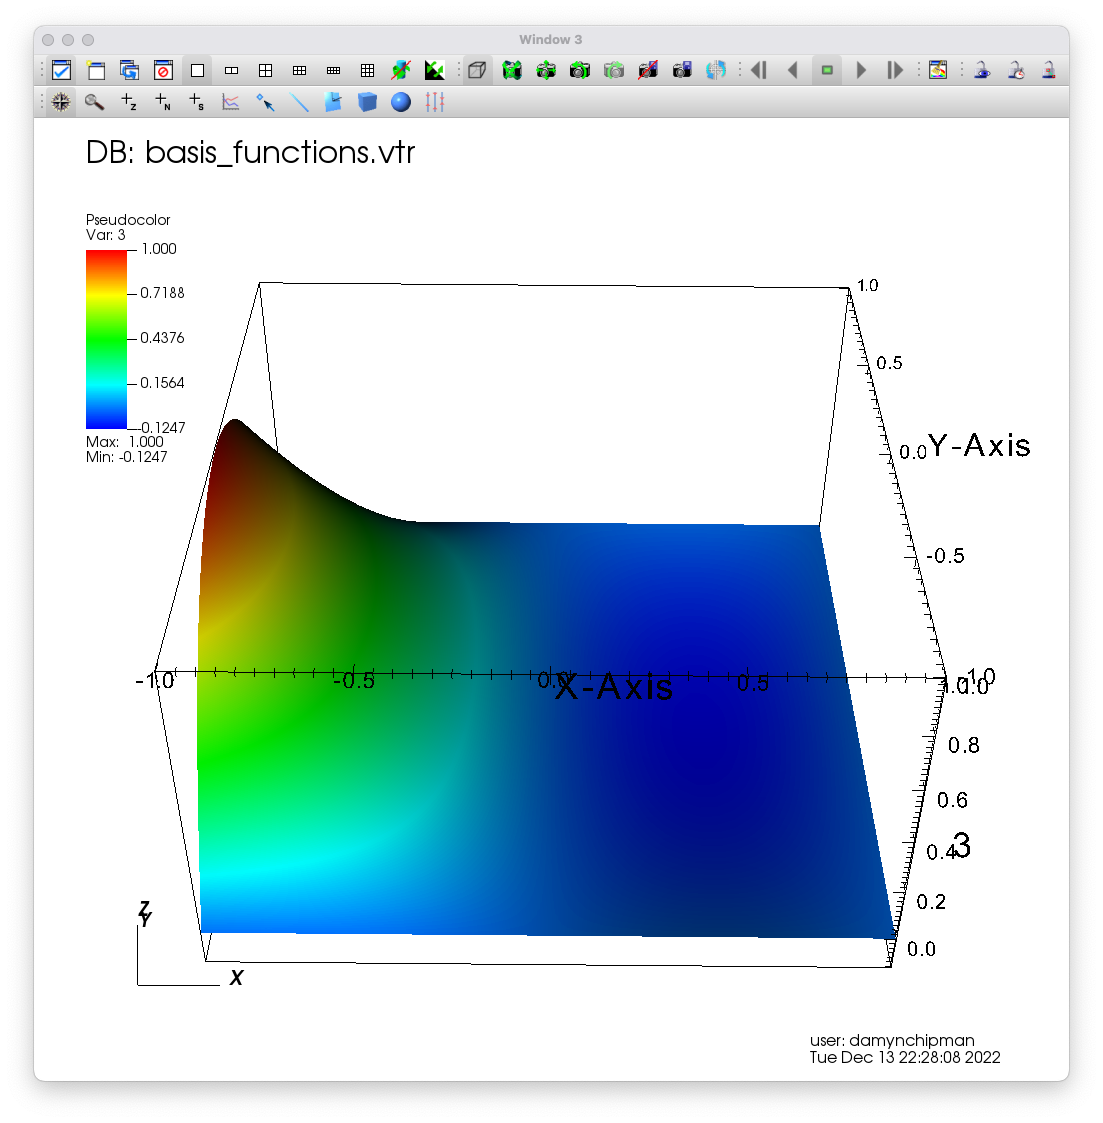 Window 3
DB: basis_functions.vtr
Pseudocolor
Var: 3
1.000
0.7188
0.4376
0.1564
-0.1247
Max: 1.000
Min: -0.1247
1.0
0.5
0.0
Y-Axis
-0.5
-1.0
-1.0
-0.5
0.0
X-Axis
0.5
1.0
1.0
0.8
0.6
0.4
3
0.2
0.0
Z
Y
X
user: damynchipman
Tue Dec 13 22:28:08 2022